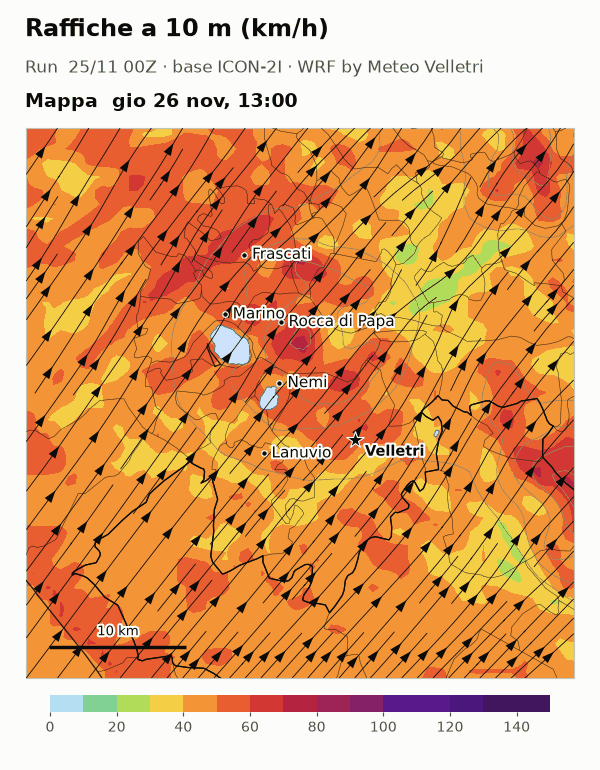 Raffiche a 10 m (km/h)
Run 25/11 00Z · base ICON-2I · WRF by Meteo Velletri
Mappa gio 26 nov, 13:00
Frascati
Marino
Rocca di Papa
Nemi
Velletri
Lanuvio
10 km
0 20 40 60 80 100 120 140